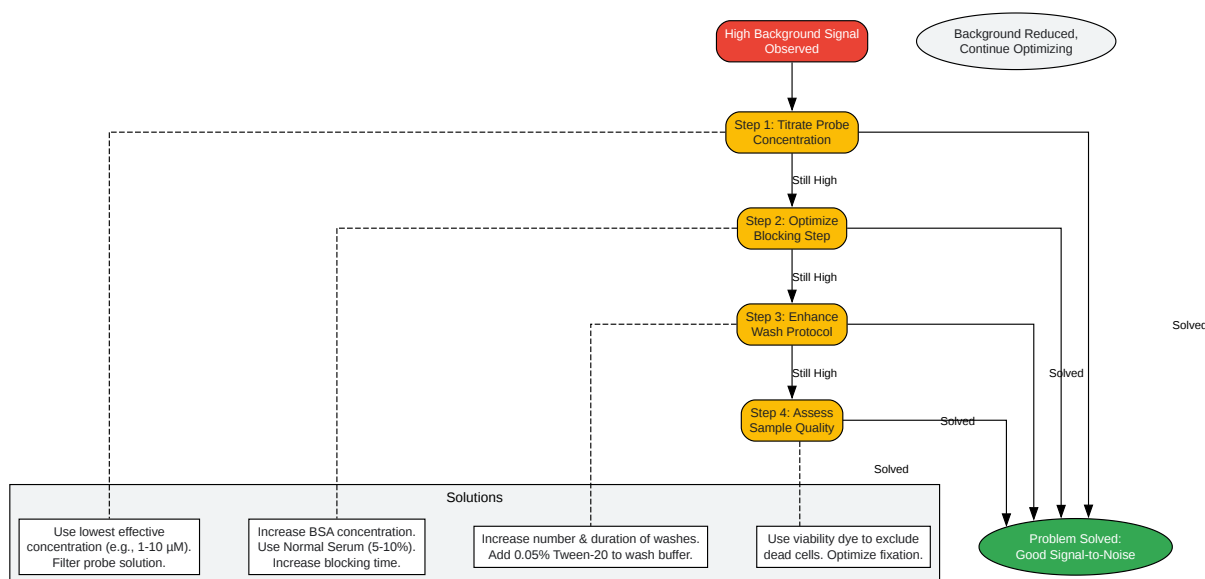 High Background Signal
Observed
Background Reduced,
Continue Optimizing
Step 1: Titrate Probe
Concentration
Still High
Step 2: Optimize
Blocking Step
Still High
Step 3: Enhance
Wash Protocol
Solved
Still High
Solved
Step 4: Assess
Sample Quality
Solved
Solved
Solutions
Use lowest effective
concentration (e.g., 1-10 µM).
Filter probe solution.
Increase BSA concentration.
Use Normal Serum (5-10%).
Increase blocking time.
Increase number & duration of washes.
Add 0.05% Tween-20 to wash buffer.
Use viability dye to exclude
dead cells. Optimize fixation.
Problem Solved:
Good Signal-to-Noise